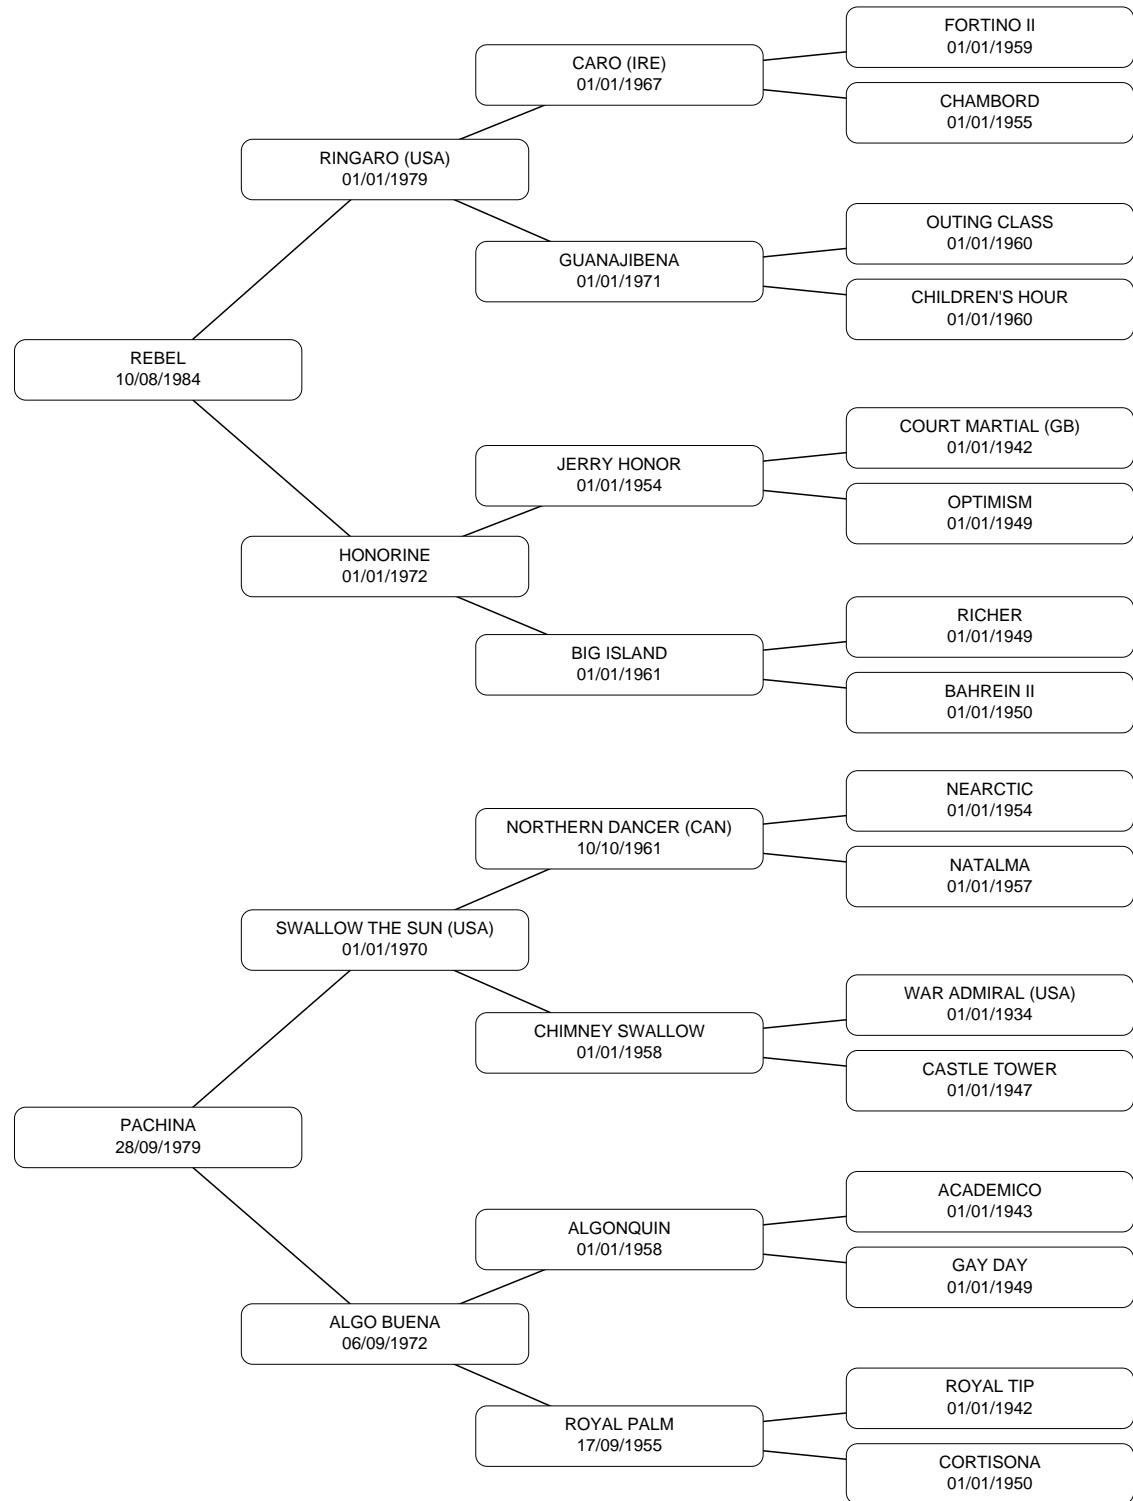 FORTINO II
01/01/1959
CARO (IRE)
01/01/1967
CHAMBORD
01/01/1955
RINGARO (USA)
01/01/1979
OUTING CLASS
01/01/1960
GUANAJIBENA
01/01/1971
CHILDREN'S HOUR
01/01/1960
REBEL
10/08/1984
COURT MARTIAL (GB)
01/01/1942
JERRY HONOR
01/01/1954
OPTIMISM
01/01/1949
HONORINE
01/01/1972
RICHER
01/01/1949
BIG ISLAND
01/01/1961
BAHREIN II
01/01/1950
NEARCTIC
01/01/1954
NORTHERN DANCER (CAN)
10/10/1961
NATALMA
01/01/1957
SWALLOW THE SUN (USA)
01/01/1970
WAR ADMIRAL (USA)
01/01/1934
CHIMNEY SWALLOW
01/01/1958
CASTLE TOWER
01/01/1947
PACHINA
28/09/1979
ACADEMICO
01/01/1943
ALGONQUIN
01/01/1958
GAY DAY
01/01/1949
ALGO BUENA
06/09/1972
ROYAL TIP
01/01/1942
ROYAL PALM
17/09/1955
CORTISONA
01/01/1950